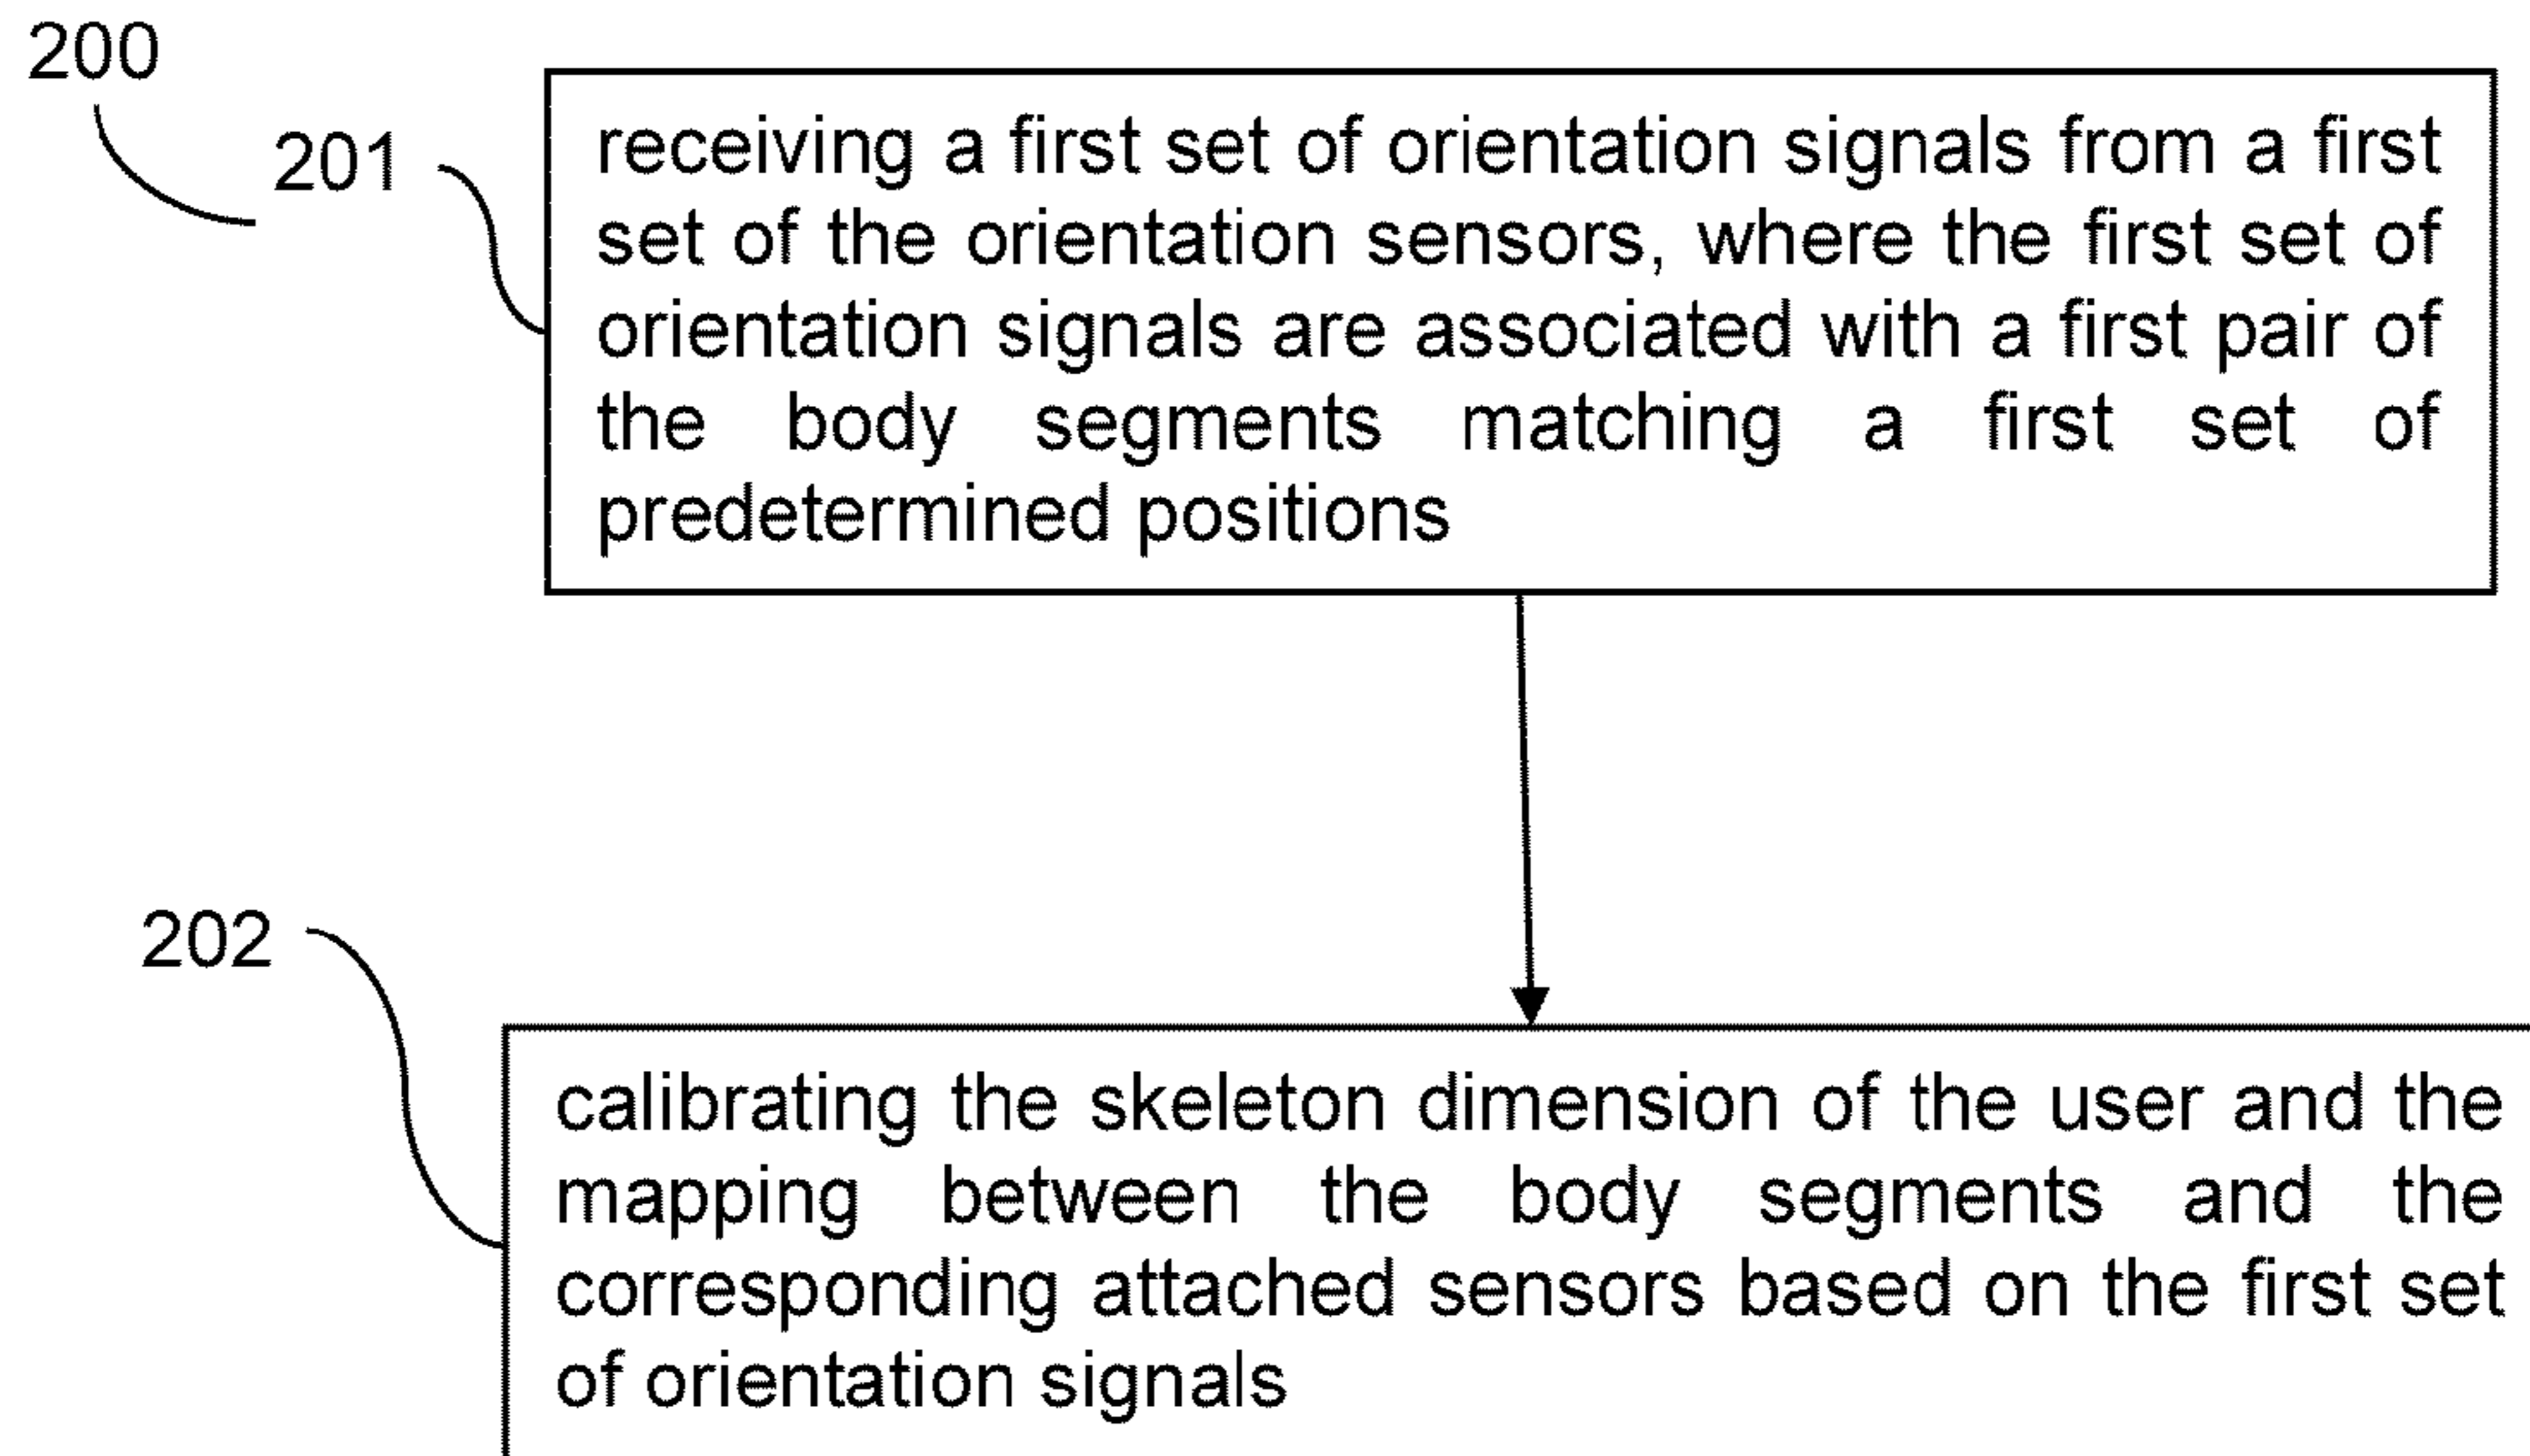 200
201
receiving a first set of orientation signals from a first
set of the orientation sensors, where the first set of
orientation signals are associated with a first pair of
the body segments matching a first set of
predetermined positions
202
calibrating the skeleton dimension of the user and the
mapping between the body segments and the
corresponding attached sensors based on the first set
of orientation signals